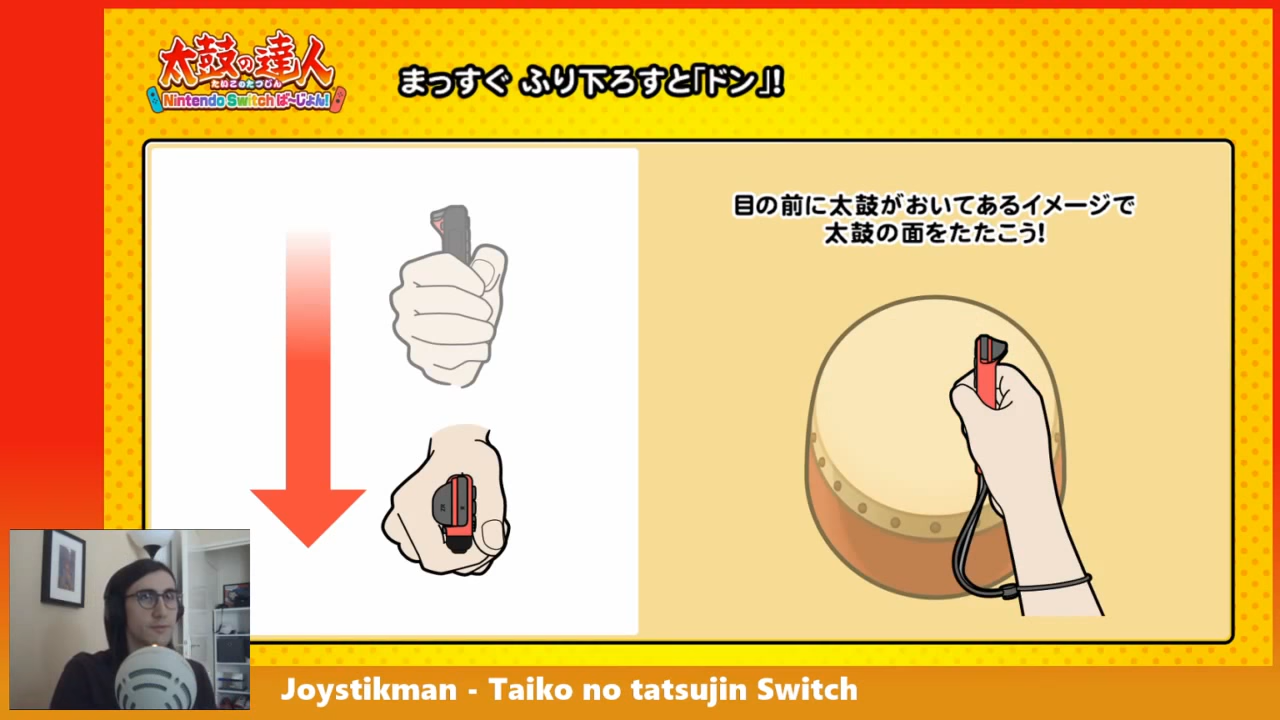 太鼓の達人
たいこのたつじん
Nintendo Switchば~じょん!
まっすぐ ふり下ろすと「ドン」!
目の前に太鼓がおいてあるイメージで
太鼓の面をたたこう!
Joystikman - Taiko no tatsujin Switch